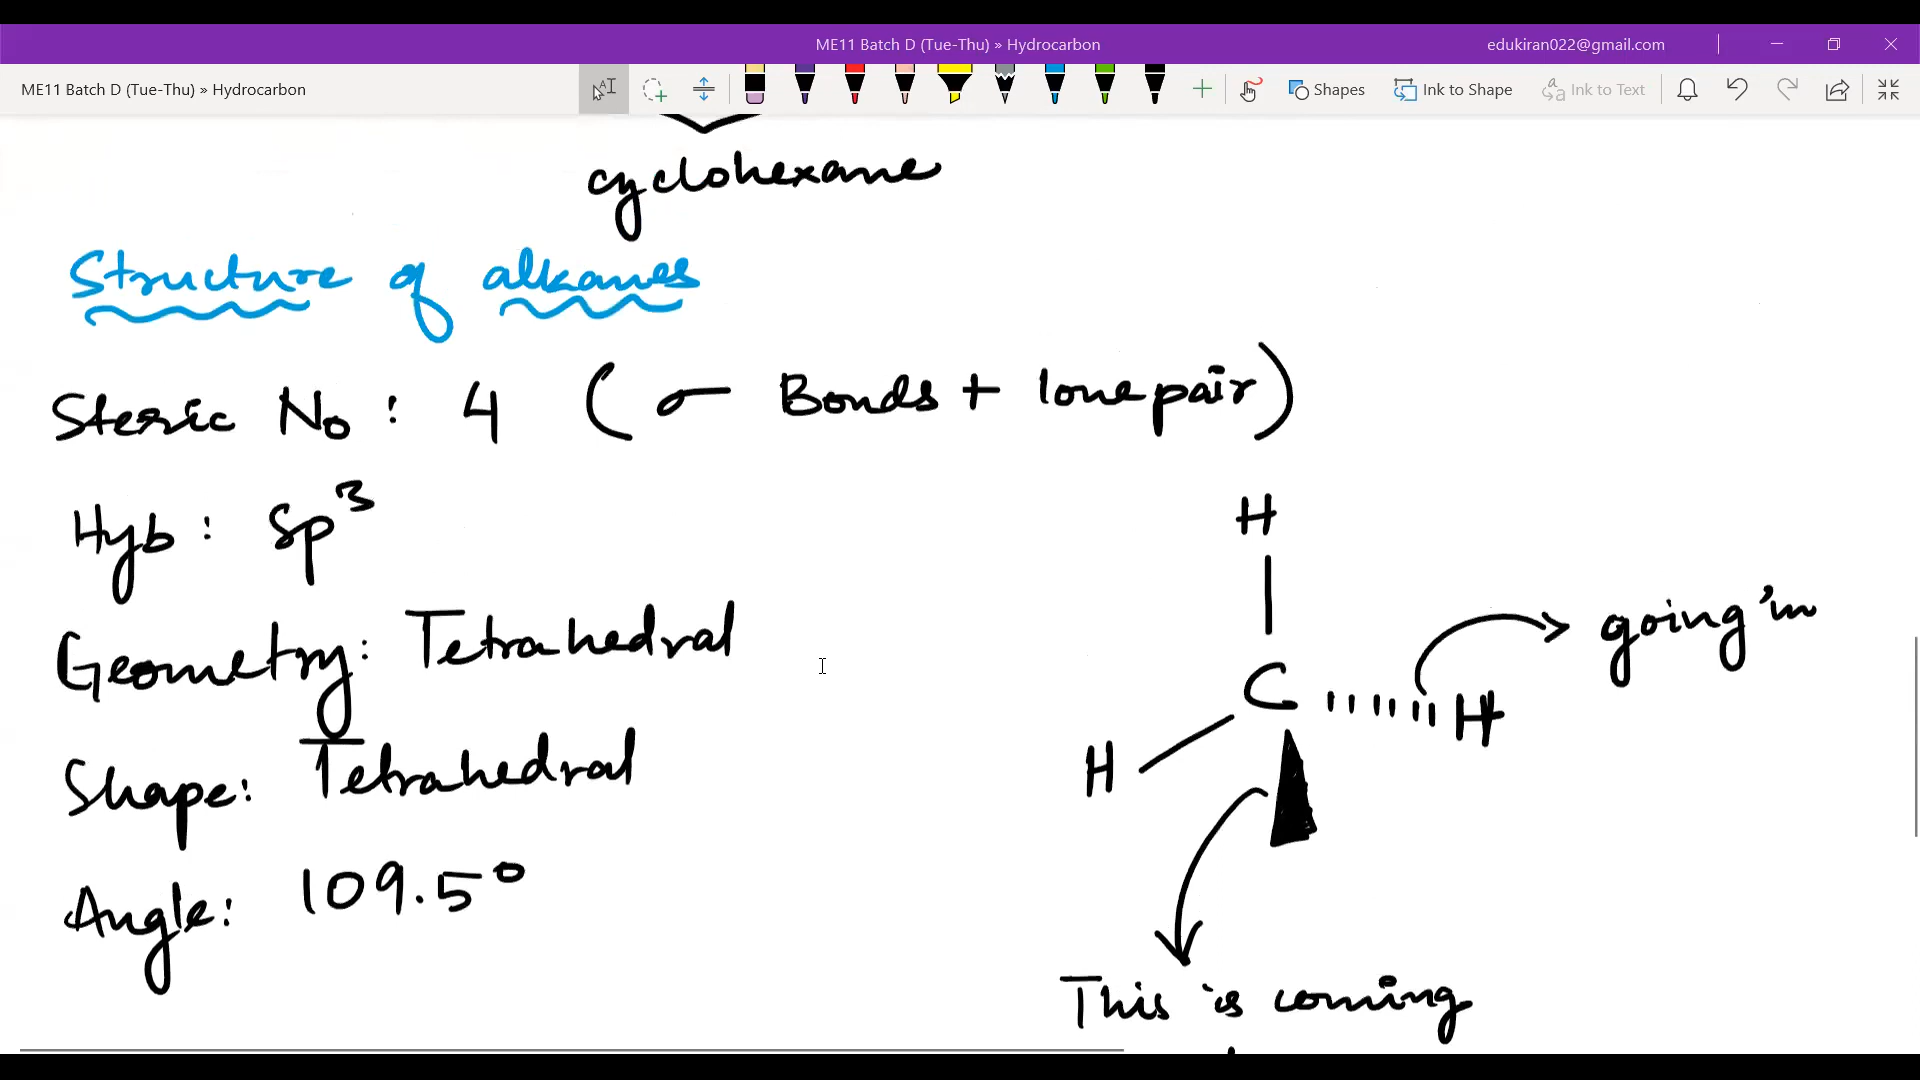 ME11 Batch D (Tue-Thu) » Hydrocarbon
edukiran022@gmail.com
ME11 Batch D (Tue-Thu) » Hydrocarbon
Shapes
Ink to Shape
Ink to Text
cyclohexane
Structure of alkanes
Steric No: 4 (σ- Bonds + lone pair)
Hyb: Sp³
Geometry: Tetrahedral
Shape: Tetrahedral
Angle: 109.5°
H
going in
C
H
H
This is coming